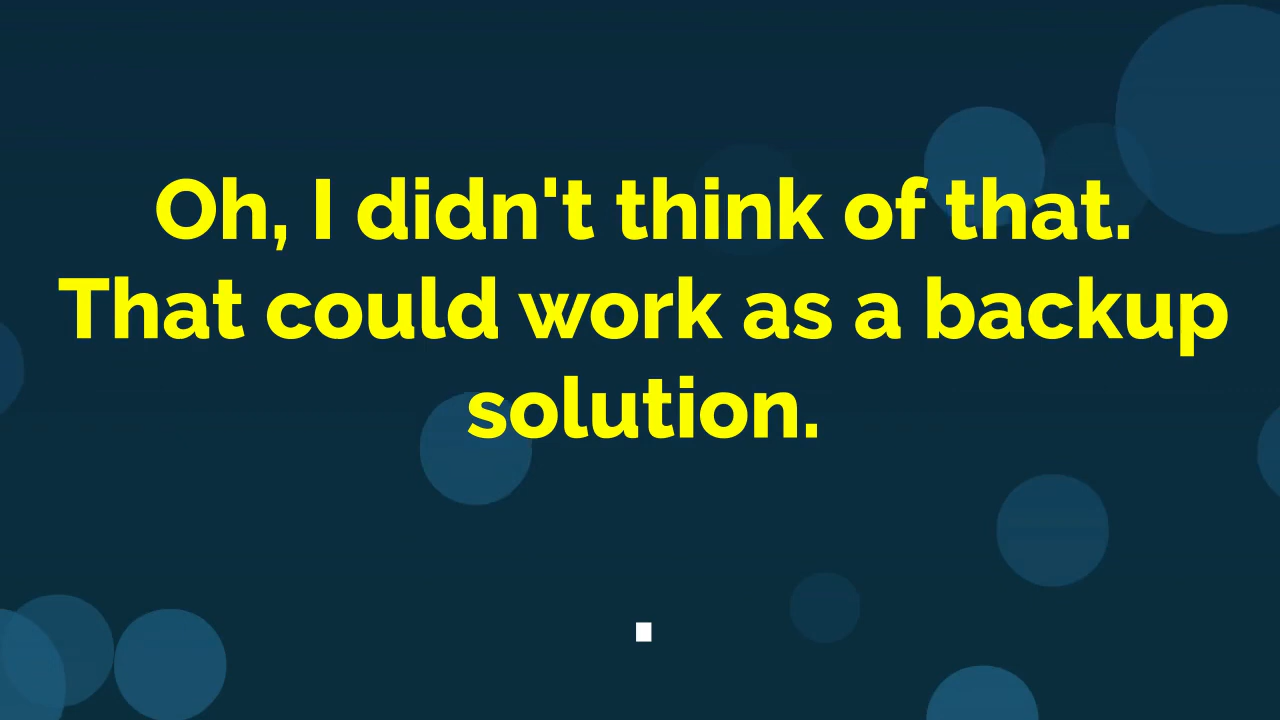 Oh, I didn't think of that.
That could work as a backup
solution.
.